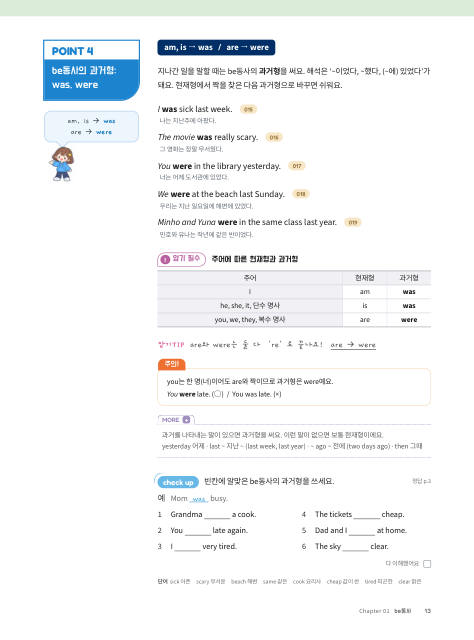 POINT 4
be동사의 과거형:
was, were
am, is → was
are → were
am, is → was / are → were
지나간 일을 말할 때는 be동사의 과거형을 써요. 해석은 '~이었다, ~했다, (~에) 있었다'가
돼요. 현재형에서 짝을 찾은 다음 과거형으로 바꾸면 쉬워요.
I was sick last week. 015
나는 지난주에 아팠다.
The movie was really scary. 016
그 영화는 정말 무서웠다.
You were in the library yesterday. 017
너는 어제 도서관에 있었다.
We were at the beach last Sunday. 018
우리는 지난 일요일에 해변에 있었다.
Minho and Yuna were in the same class last year. 019
민호와 유나는 작년에 같은 반이었다.
! 암기 필수 주어에 따른 현재형과 과거형
주어 현재형 과거형
I am was
he, she, it, 단수 명사 is was
you, we, they, 복수 명사 are were
암기TIP are와 were는 둘 다 're'로 끝나요! are → were
주의!
you는 한 명(너)이어도 are와 짝이므로 과거형은 were예요.
You were late. (○) / You was late. (×)
MORE +
과거를 나타내는 말이 있으면 과거형을 써요. 이런 말이 없으면 보통 현재형이에요.
yesterday 어제 · last ~ 지난 ~ (last week, last year) · ~ ago ~ 전에 (two days ago) · then 그때
check up 빈칸에 알맞은 be동사의 과거형을 쓰세요. 정답 p.3
예 Mom was busy.
1 Grandma ______ a cook.
2 You ______ late again.
3 I ______ very tired.
4 The tickets ______ cheap.
5 Dad and I ______ at home.
6 The sky ______ clear.
다 이해했어요 □
단어 sick 아픈 scary 무서운 beach 해변 same 같은 cook 요리사 cheap 값이 싼 tired 피곤한 clear 맑은
Chapter 01 be동사 13